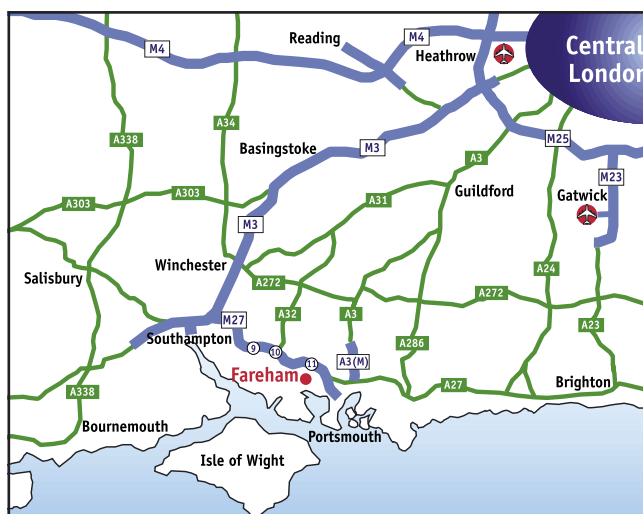 M4
Reading
M4
Heathrow
Central
London
A34
A338
Basingstoke
M3
M25
A3
A303
A303
A31
Guildford
Gatwick
M23
M3
Winchester
Salisbury
A272
A24
A272
M27
A32
A3
A23
Southampton
9
10
11
A3(M)
A286
Fareham
A338
A27
Brighton
Bournemouth
Portsmouth
Isle of Wight